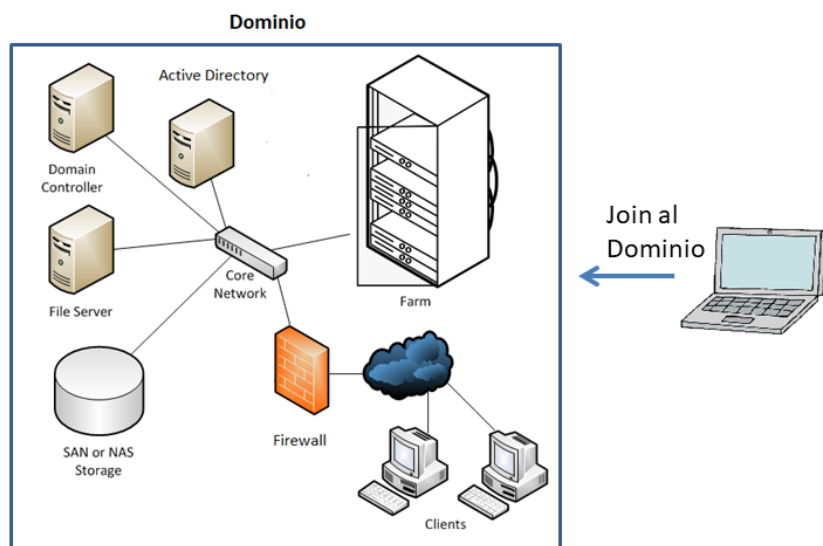 Dominio
Active Directory
Domain
Controller
File Server
Core
Network
Farm
SAN or NAS
Storage
Firewall
Clients
Join al
Dominio